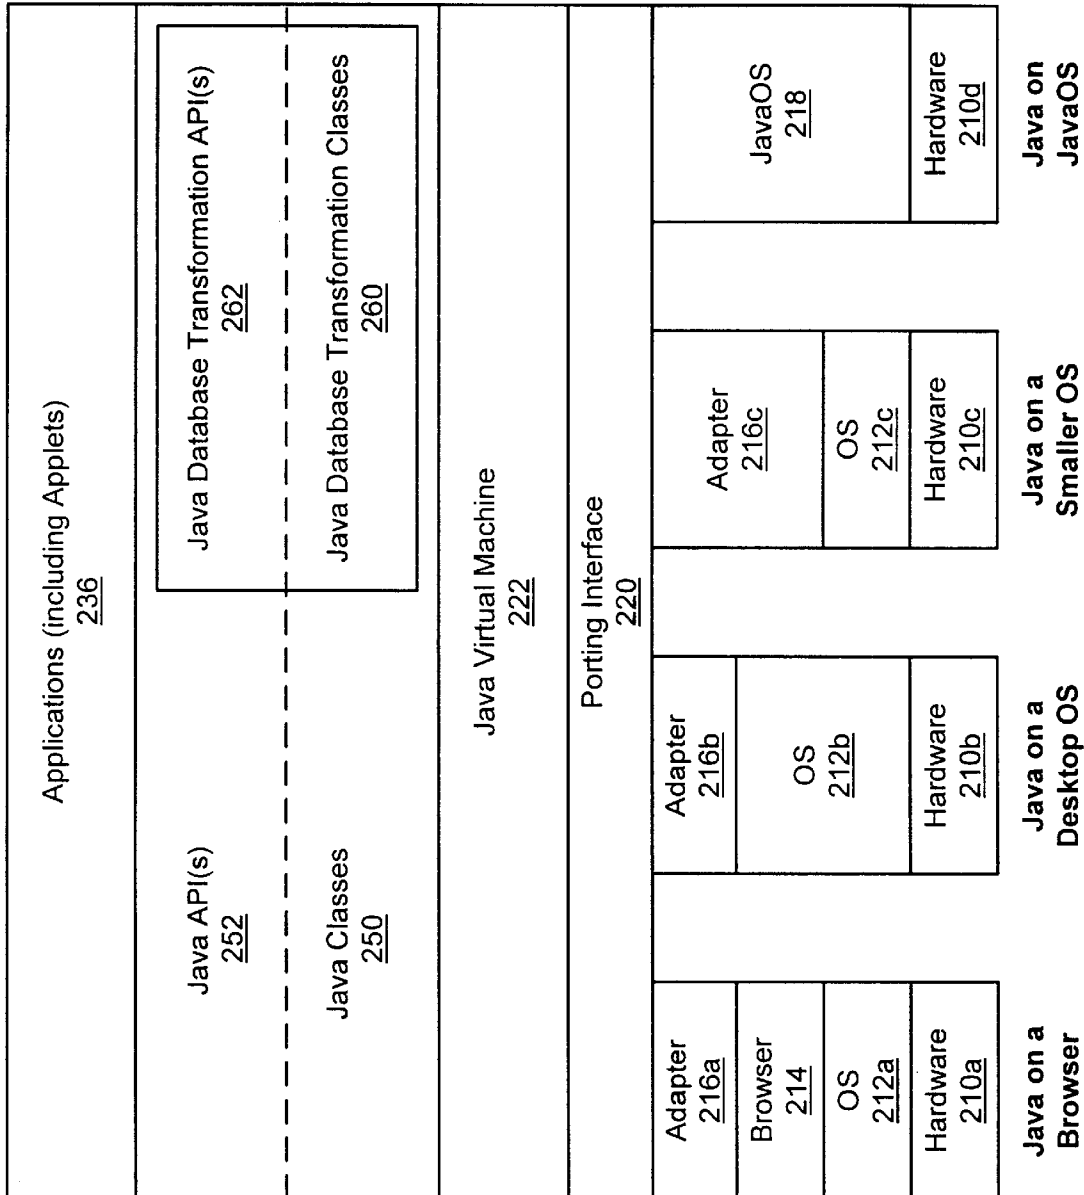 Applications (including Applets)
236
Java API(s)
252
Java Database Transformation API(s)
262
Java Classes
250
Java Database Transformation Classes
260
Java Virtual Machine
222
Porting Interface
220
Adapter
216a
Browser
214
OS
212a
Hardware
210a
Java on a
Browser
Adapter
216b
OS
212b
Hardware
210b
Java on a
Desktop OS
Adapter
216c
OS
212c
Hardware
210c
Java on a
Smaller OS
JavaOS
218
Hardware
210d
Java on
JavaOS